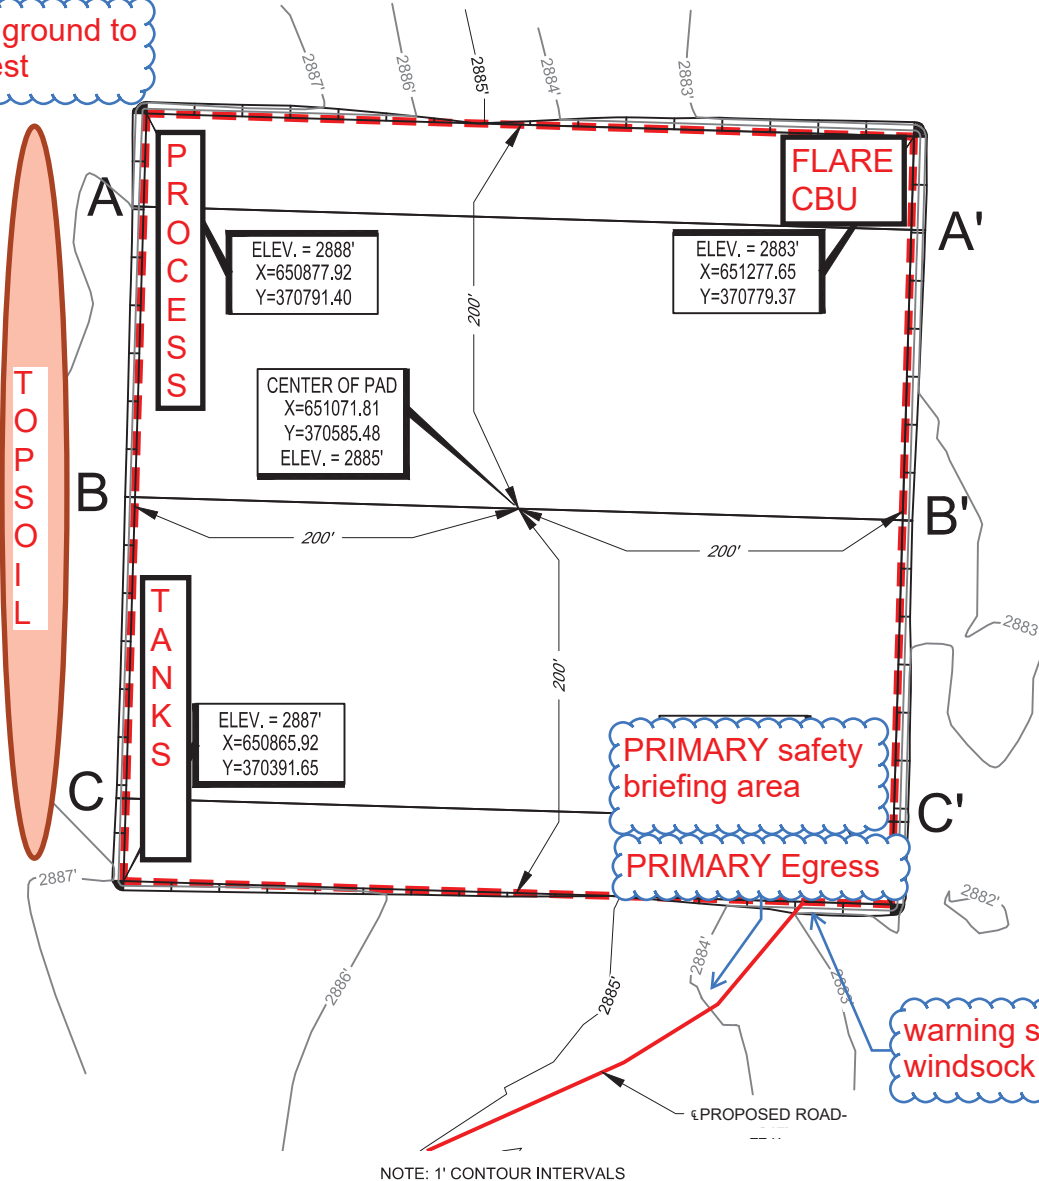 ground to
est
2887'
2886'
2885'
2884'
2883'
PROCESS
FLARE
CBU
A
A'
ELEV. = 2888'
X=650877.92
Y=370791.40
ELEV. = 2883'
X=651277.65
Y=370779.37
200'
TOPSOIL
CENTER OF PAD
X=651071.81
Y=370585.48
ELEV. = 2885'
B
B'
200'
200'
TANKS
2883
200'
ELEV. = 2887'
X=650865.92
Y=370391.65
PRIMARY safety
briefing area
C
C'
PRIMARY Egress
2887'
2882'
2886'
2885'
2884'
2883'
warning s
windsock
℄PROPOSED ROAD-
NOTE: 1' CONTOUR INTERVALS